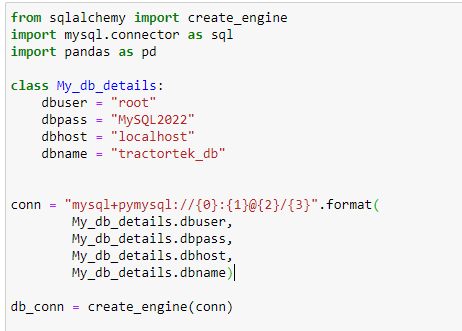 from sqlalchemy import create_engine
import mysql.connector as sql
import pandas as pd

class My_db_details:
    dbuser = "root"
    dbpass = "MySQL2022"
    dbhost = "localhost"
    dbname = "tractortek_db"


conn = "mysql+pymysql://{0}:{1}@{2}/{3}".format(
        My_db_details.dbuser,
        My_db_details.dbpass,
        My_db_details.dbhost,
        My_db_details.dbname)

db_conn = create_engine(conn)